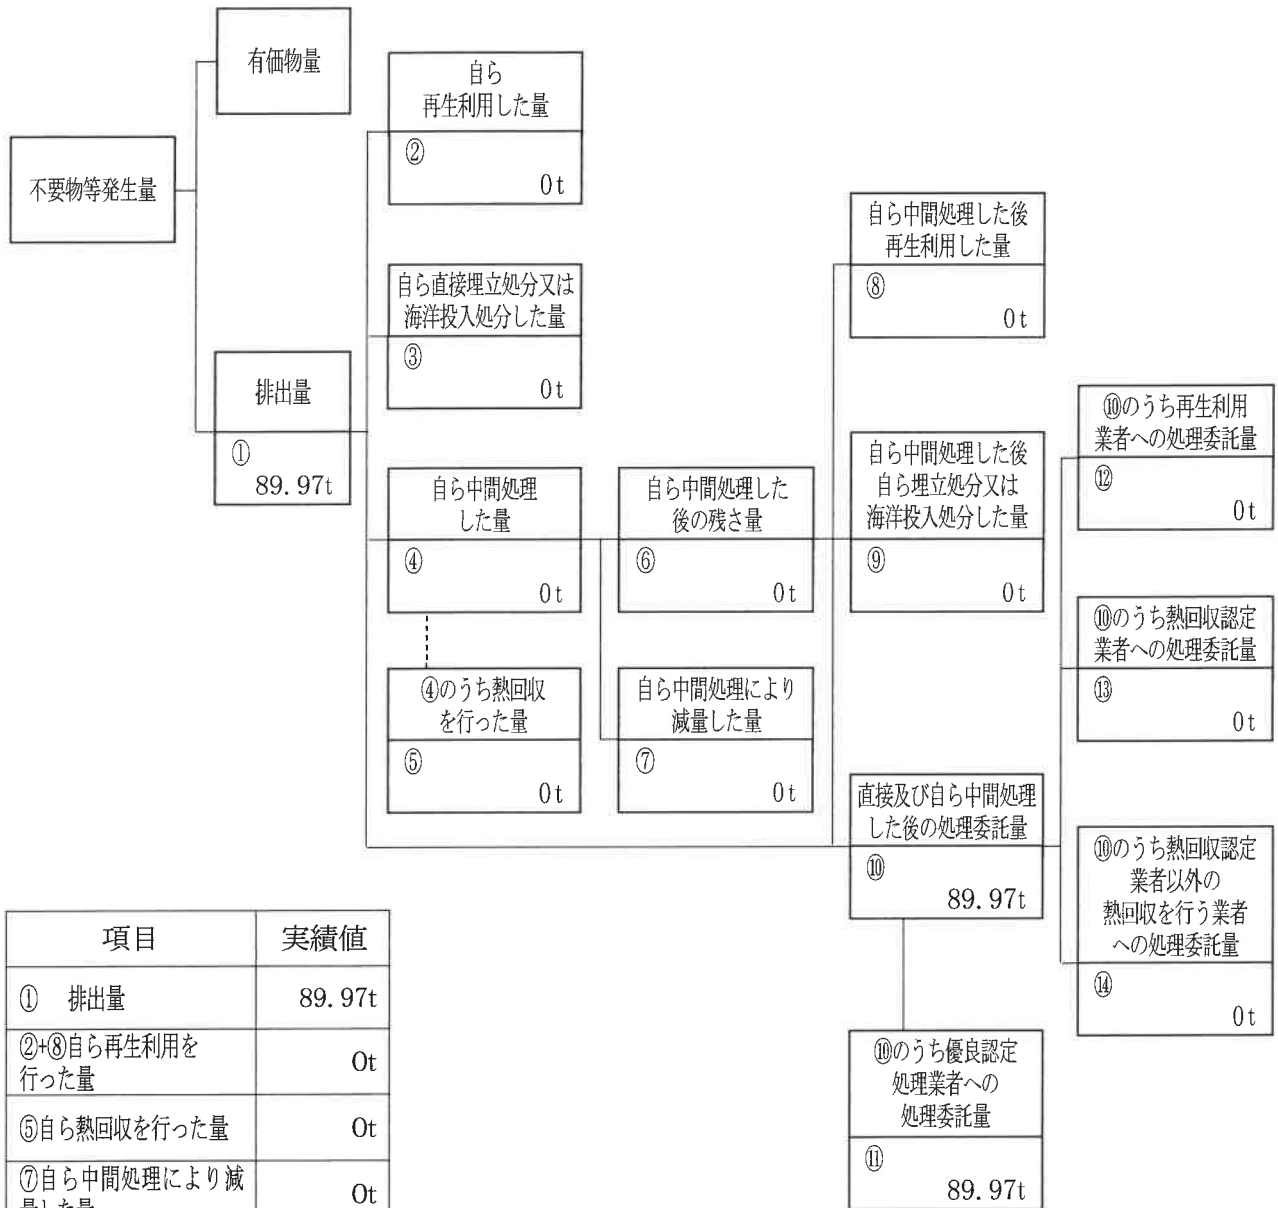 有価物量
不要物等発生量
排出量
①
89.97t
自ら
再生利用した量
②
0t
自ら直接埋立処分又は
海洋投入処分した量
③
0t
自ら中間処理
した量
④
0t
④のうち熱回収
を行った量
⑤
0t
自ら中間処理した
後の残さ量
⑥
0t
自ら中間処理により
減量した量
⑦
0t
自ら中間処理した後
再生利用した量
⑧
0t
自ら中間処理した後
自ら埋立処分又は
海洋投入処分した量
⑨
0t
直接及び自ら中間処理
した後の処理委託量
⑩
89.97t
⑩のうち優良認定
処理業者への
処理委託量
⑪
89.97t
⑩のうち再生利用
業者への処理委託量
⑫
0t
⑩のうち熱回収認定
業者への処理委託量
⑬
0t
⑩のうち熱回収認定
業者以外の
熱回収を行う業者
への処理委託量
⑭
0t
項目 実績値
① 排出量 89.97t
②+⑧自ら再生利用を
行った量 0t
⑤自ら熱回収を行った量 0t
⑦自ら中間処理により減
0t